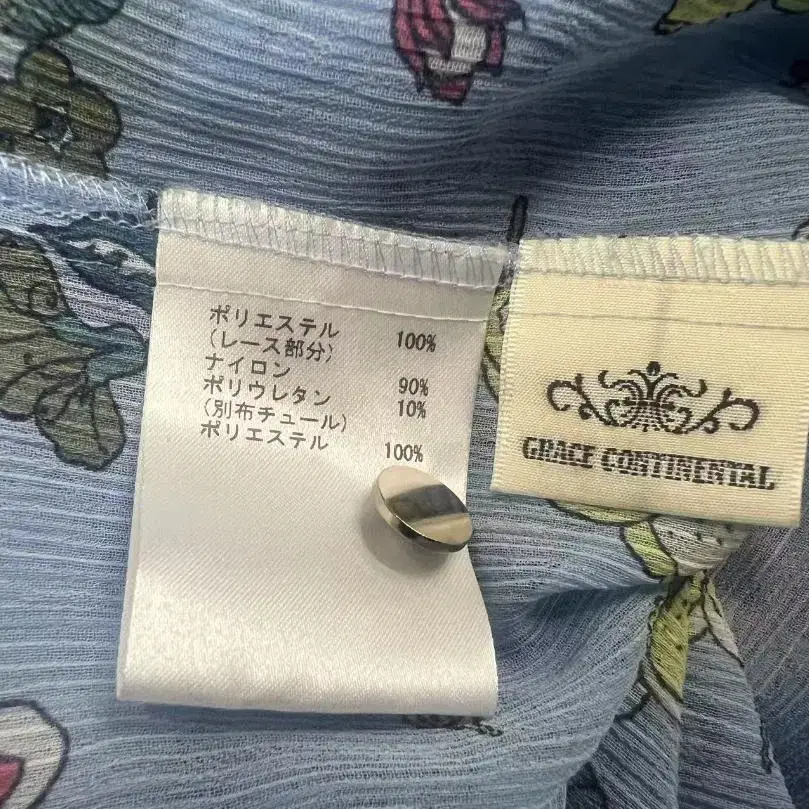 ポリエステル 100%
(レース部分)
ナイロン 90%
ポリウレタン 10%
(別布チュール)
ポリエステル 100%
GRACE CONTINENTAL